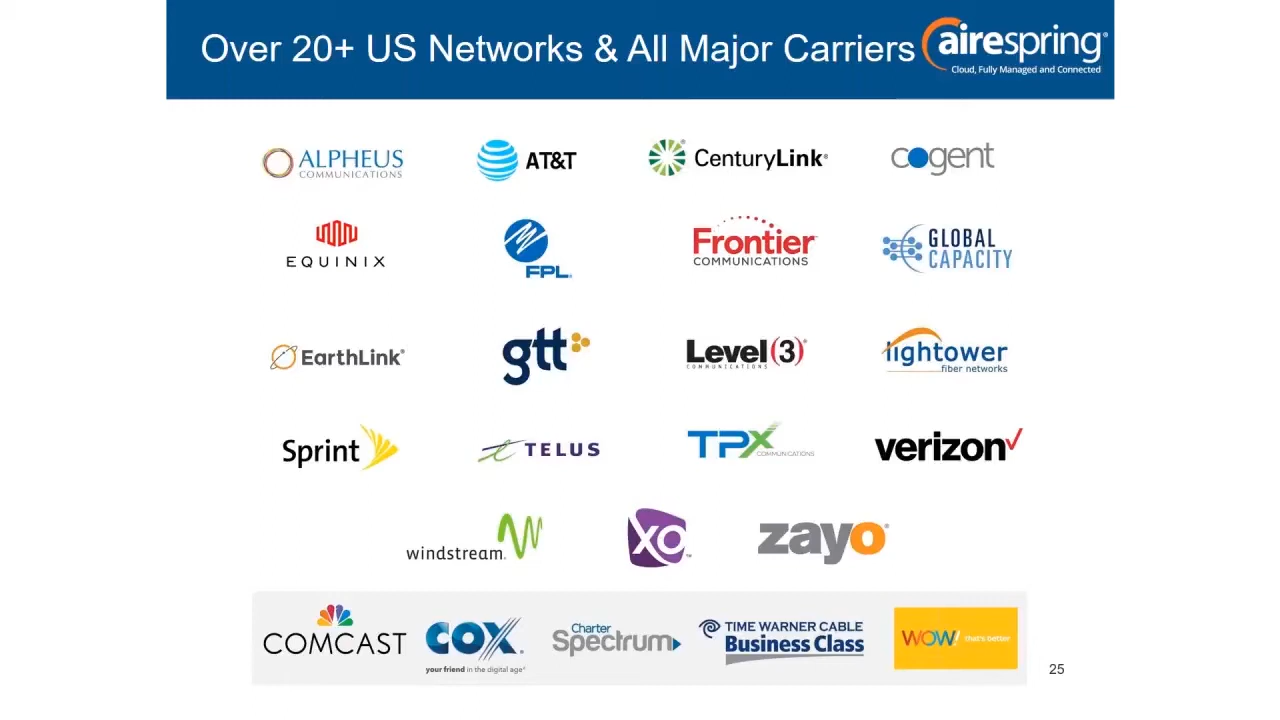 Over 20+ US Networks & All Major Carriers
airespring®
Cloud, Fully Managed and Connected
ALPHEUS
COMMUNICATIONS
AT&T
CenturyLink®
cogent
EQUINIX
FPL®
Frontier™
COMMUNICATIONS
GLOBAL
CAPACITY
EarthLink®
gtt
Level (3)®
COMMUNICATIONS
lightower
fiber networks
Sprint
TELUS
TPX
COMMUNICATIONS
verizon
windstream®
XO™
zayo®
COMCAST
COX®
your friend in the digital age®
Charter
Spectrum
TIME WARNER CABLE
Business Class
WOW! that's better
25